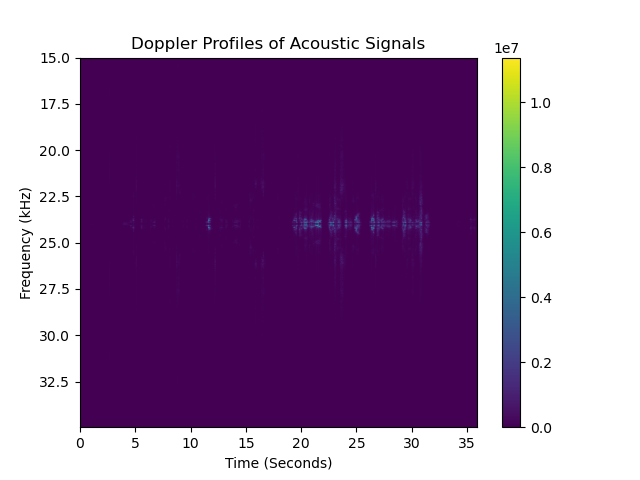 Doppler Profiles of Acoustic Signals
1e7
15.0
17.5
20.0
22.5
25.0
27.5
30.0
32.5
Frequency (kHz)
0 5 10 15 20 25 30 35
Time (Seconds)
1.0
0.8
0.6
0.4
0.2
0.0